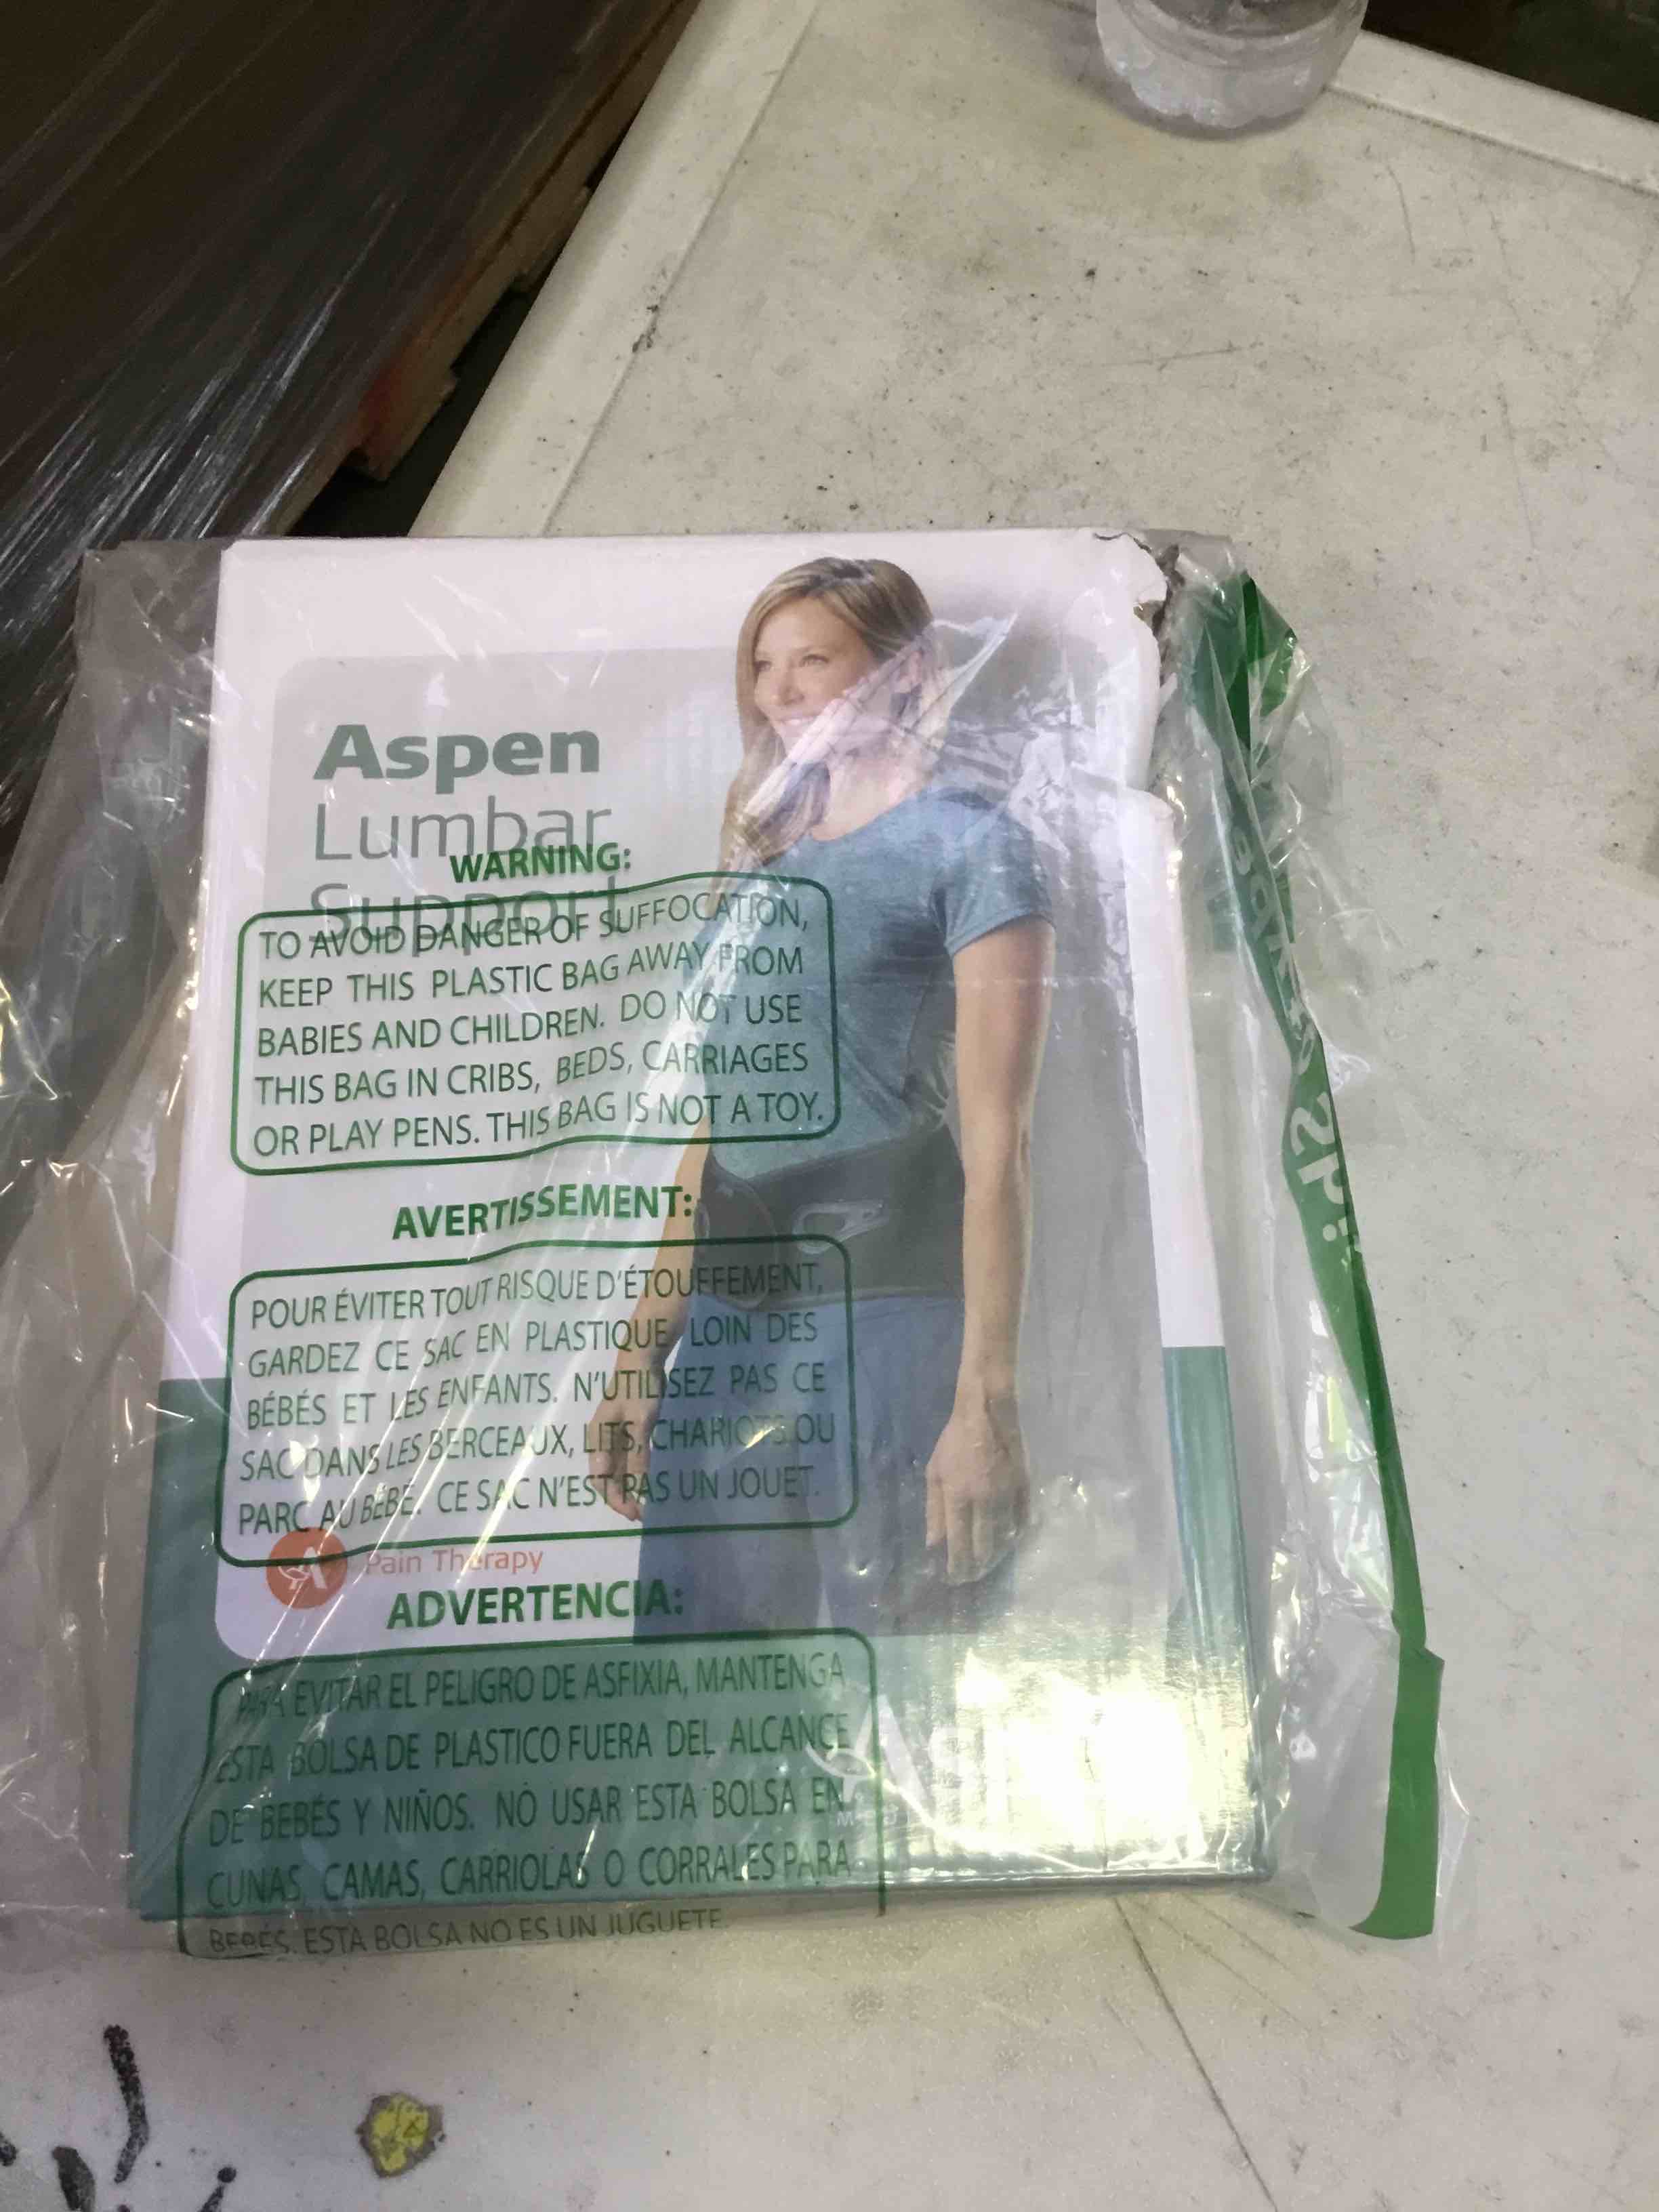 Aspen
Lumbar
Support
WARNING:
TO AVOID DANGER OF SUFFOCATION,
KEEP THIS PLASTIC BAG AWAY FROM
BABIES AND CHILDREN. DO NOT USE
THIS BAG IN CRIBS, BEDS, CARRIAGES
OR PLAY PENS. THIS BAG IS NOT A TOY.
AVERTISSEMENT:
POUR ÉVITER TOUT RISQUE D'ÉTOUFFEMENT,
GARDEZ CE SAC EN PLASTIQUE LOIN DES
BÉBÉS ET LES ENFANTS. N'UTILISEZ PAS CE
SAC DANS LES BERCEAUX, LITS, CHARIOTS OU
PARC AU BÉBÉ. CE SAC N'EST PAS UN JOUET.
Pain Therapy
ADVERTENCIA:
PARA EVITAR EL PELIGRO DE ASFIXIA, MANTENGA
ESTA BOLSA DE PLASTICO FUERA DEL ALCANCE
DE BEBÉS Y NIÑOS. NO USAR ESTA BOLSA EN
CUNAS, CAMAS, CARRIOLAS O CORRALES PARA
BEBÉS. ESTA BOLSA NO ES UN JUGUETE.